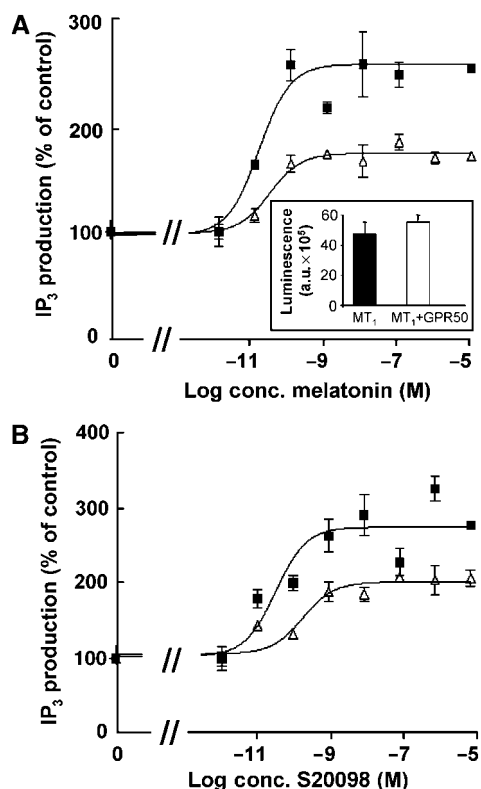 A
IP₃ production (% of control)
300
200
100
0
0
//
//
−11
−9
−7
−5
Log conc. melatonin (M)
Luminescence
(a.u. × 10⁵)
60
40
20
0
MT₁
MT₁+GPR50
B
IP₃ production (% of control)
400
300
200
100
0
0
//
//
−11
−9
−7
−5
Log conc. S20098 (M)